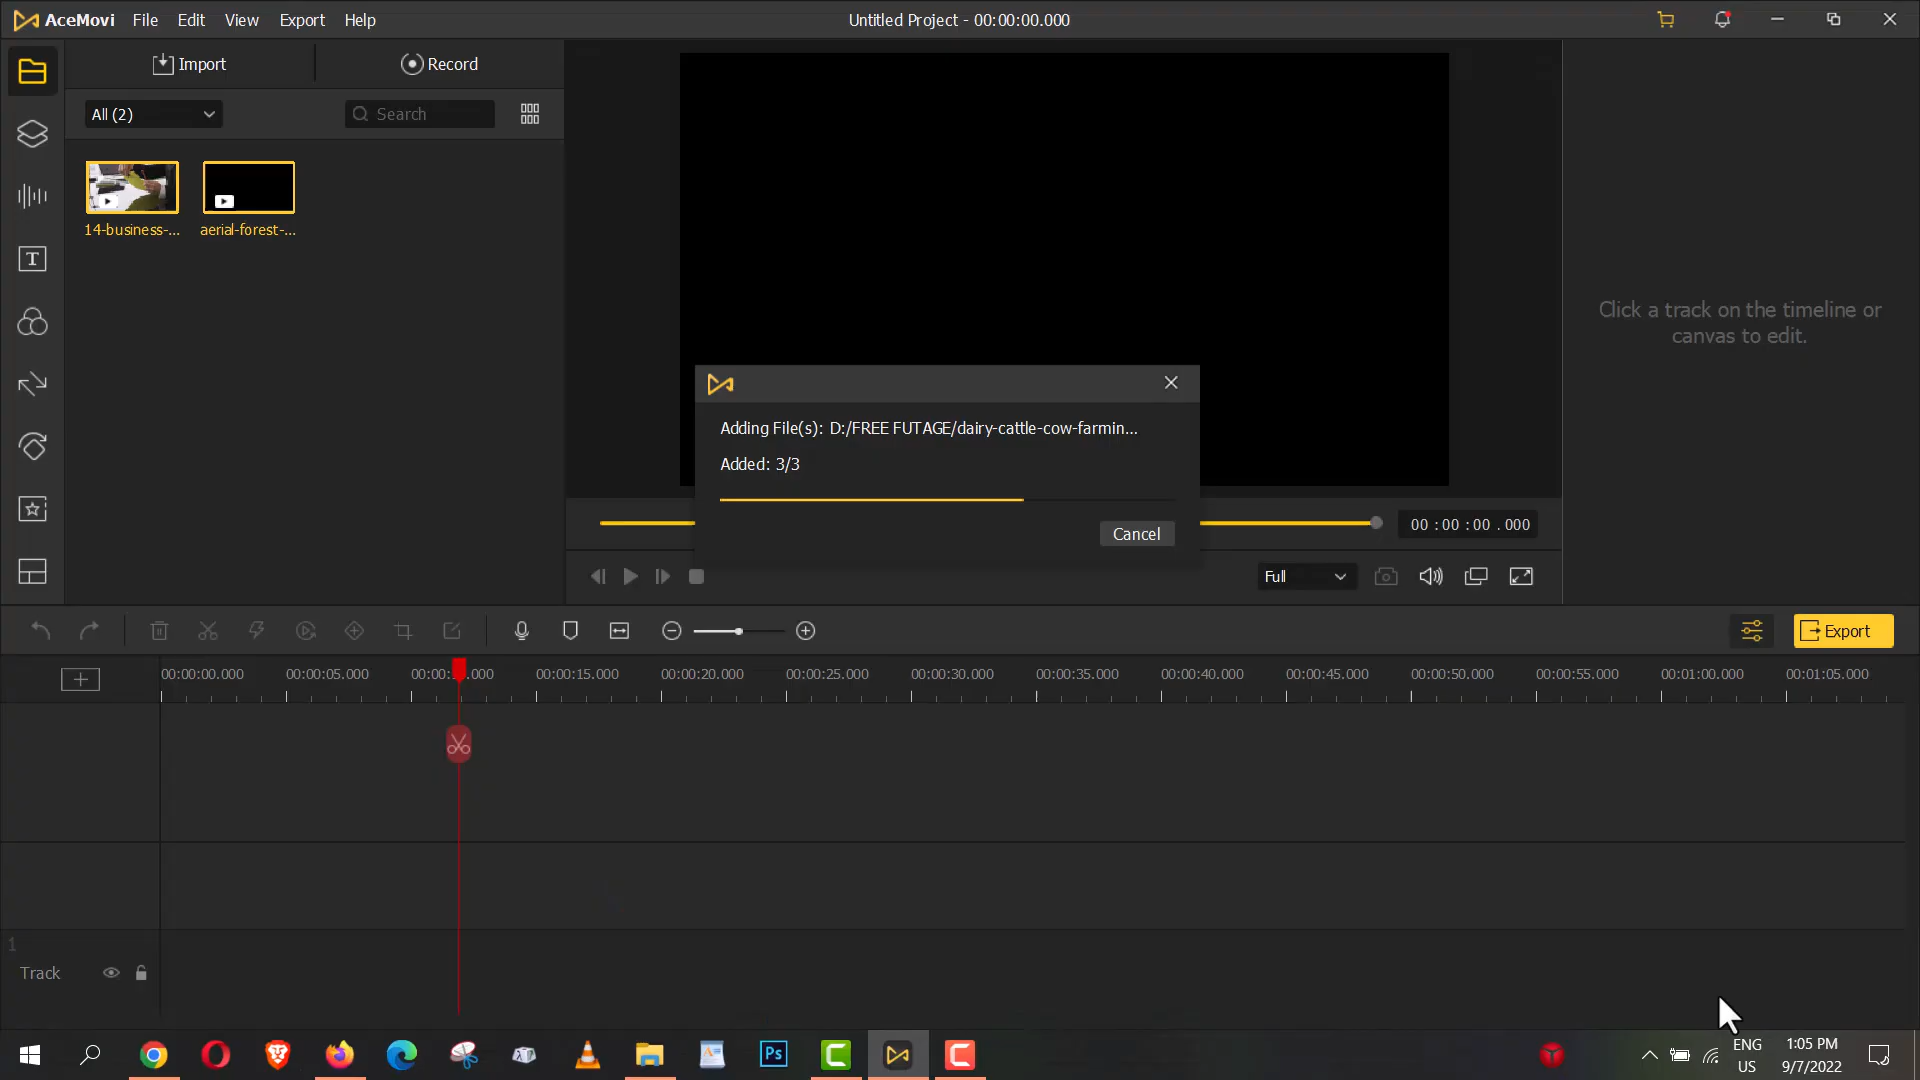 AceMovi File Edit View Export Help Untitled Project - 00:00:00.000
Import Record
All (2) Search
14-business-... aerial-forest-...
Click a track on the timeline or
canvas to edit.
Adding File(s): D:/FREE FUTAGE/dairy-cattle-cow-farmin...
Added: 3/3
Cancel
00 : 00 : 00 . 000
Full
Export
00:00:00.000 00:00:05.000 00:00: .000 00:00:15.000 00:00:20.000 00:00:25.000 00:00:30.000 00:00:35.000 00:00:40.000 00:00:45.000 00:00:50.000 00:00:55.000 00:01:00.000 00:01:05.000
1
Track
Ps
ENG
US
1:05 PM
9/7/2022